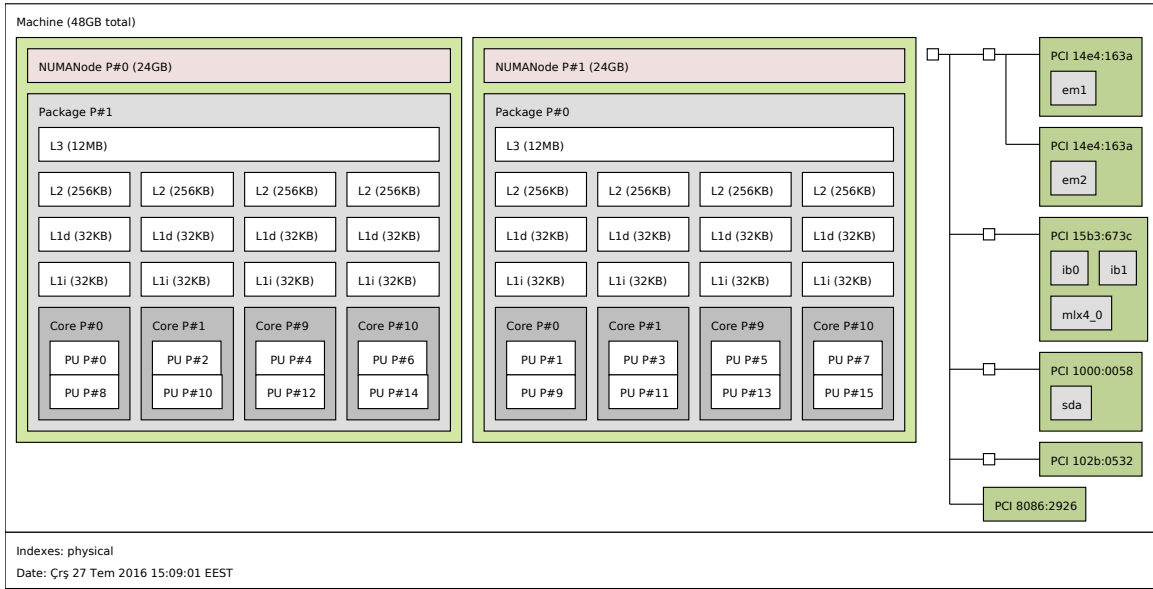 Machine (48GB total)
NUMANode P#0 (24GB)
Package P#1
L3 (12MB)
L2 (256KB) L2 (256KB) L2 (256KB) L2 (256KB)
L1d (32KB) L1d (32KB) L1d (32KB) L1d (32KB)
L1i (32KB) L1i (32KB) L1i (32KB) L1i (32KB)
Core P#0 Core P#1 Core P#9 Core P#10
PU P#0 PU P#2 PU P#4 PU P#6
PU P#8 PU P#10 PU P#12 PU P#14
NUMANode P#1 (24GB)
Package P#0
L3 (12MB)
L2 (256KB) L2 (256KB) L2 (256KB) L2 (256KB)
L1d (32KB) L1d (32KB) L1d (32KB) L1d (32KB)
L1i (32KB) L1i (32KB) L1i (32KB) L1i (32KB)
Core P#0 Core P#1 Core P#9 Core P#10
PU P#1 PU P#3 PU P#5 PU P#7
PU P#9 PU P#11 PU P#13 PU P#15
PCI 14e4:163a
em1
PCI 14e4:163a
em2
PCI 15b3:673c
ib0 ib1
mlx4_0
PCI 1000:0058
sda
PCI 102b:0532
PCI 8086:2926
Indexes: physical
Date: Çrş 27 Tem 2016 15:09:01 EEST